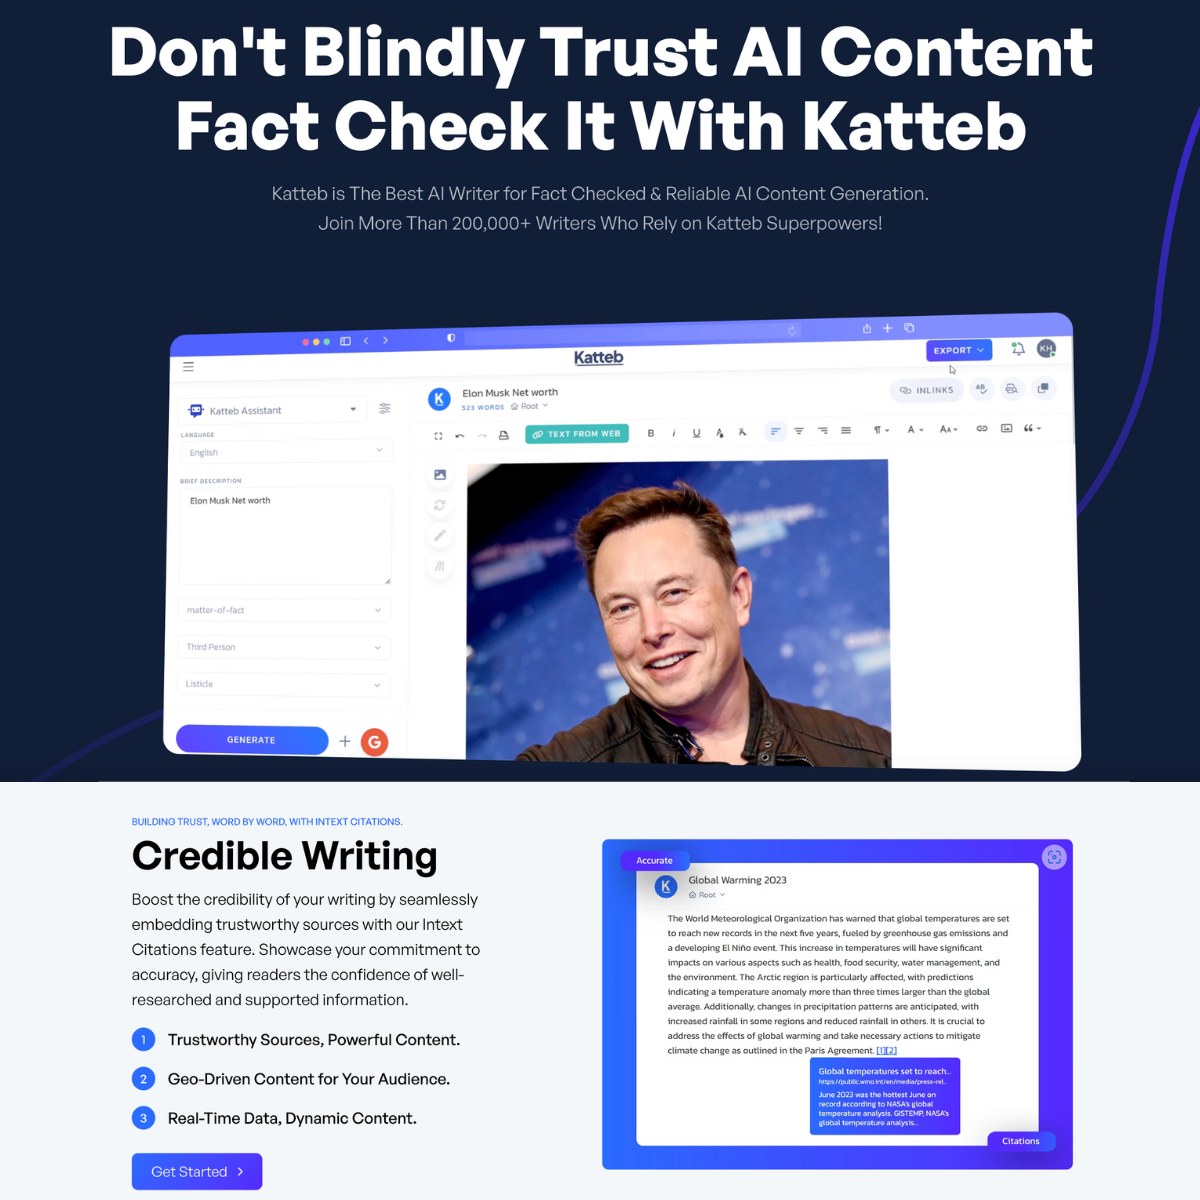 Don't Blindly Trust AI Content
Fact Check It With Katteb
Katteb is The Best AI Writer for Fact Checked & Reliable AI Content Generation.
Join More Than 200,000+ Writers Who Rely on Katteb Superpowers!
Katteb
EXPORT
KH
Katteb Assistant
LANGUAGE
English
BRIEF DESCRIPTION
Elon Musk Net worth
matter-of-fact
Third Person
Listicle
GENERATE
G
K
Elon Musk Net worth
523 WORDS Root
INLINKS
TEXT FROM WEB
B i U
BUILDING TRUST, WORD BY WORD, WITH INTEXT CITATIONS.
Credible Writing
Boost the credibility of your writing by seamlessly
embedding trustworthy sources with our Intext
Citations feature. Showcase your commitment to
accuracy, giving readers the confidence of well-
researched and supported information.
1 Trustworthy Sources, Powerful Content.
2 Geo-Driven Content for Your Audience.
3 Real-Time Data, Dynamic Content.
Get Started
Accurate
K
Global Warming 2023
Root
The World Meteorological Organization has warned that global temperatures are set
to reach new records in the next five years, fueled by greenhouse gas emissions and
a developing El Niño event. This increase in temperatures will have significant
impacts on various aspects such as health, food security, water management, and
the environment. The Arctic region is particularly affected, with predictions
indicating a temperature anomaly more than three times larger than the global
average. Additionally, changes in precipitation patterns are anticipated, with
increased rainfall in some regions and reduced rainfall in others. It is crucial to
address the effects of global warming and take necessary actions to mitigate
climate change as outlined in the Paris Agreement. [1][2]
Global temperatures set to reach...
https://public.wmo.int/en/media/press-rel...
June 2023 was the hottest June on
record according to NASA's global
temperature analysis. GISTEMP, NASA's
global temperature analysis...
Citations